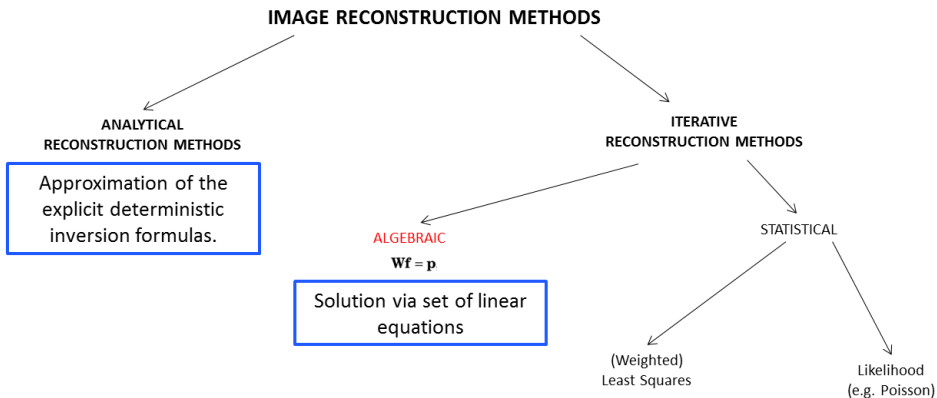 IMAGE RECONSTRUCTION METHODS
ANALYTICAL
RECONSTRUCTION METHODS
Approximation of the
explicit deterministic
inversion formulas.
ITERATIVE
RECONSTRUCTION METHODS
ALGEBRAIC
Wf = p
Solution via set of linear
equations
STATISTICAL
(Weighted)
Least Squares
Likelihood
(e.g. Poisson)